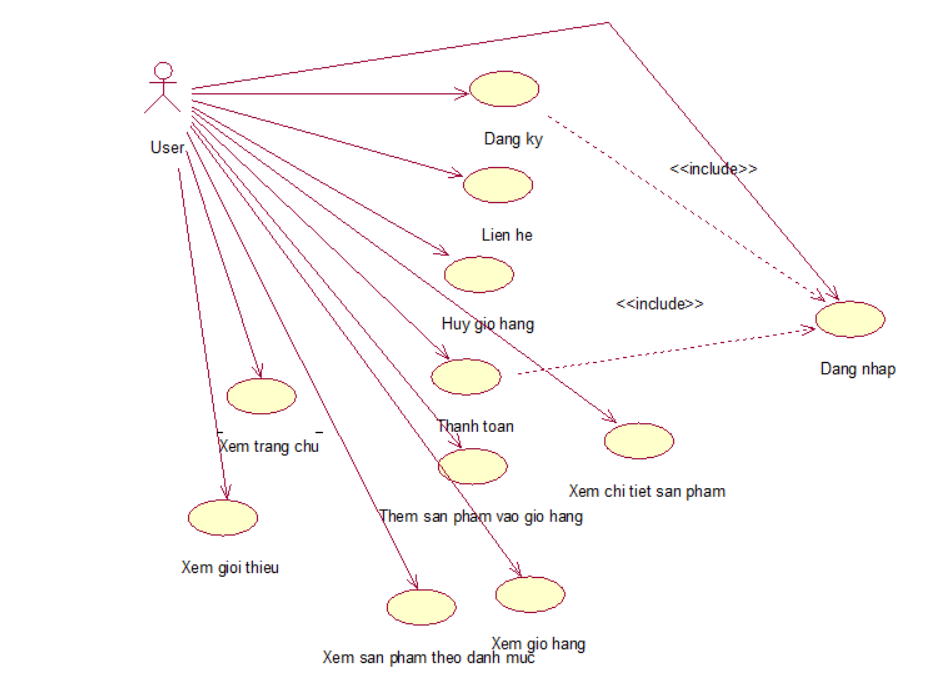 User
Dang ky
<<include>>
Lien he
<<include>>
Huy gio hang
Dang nhap
Thanh toan
Xem trang chu
Xem chi tiet san pham
Them san pham vao gio hang
Xem gioi thieu
Xem gio hang
Xem san pham theo danh muc